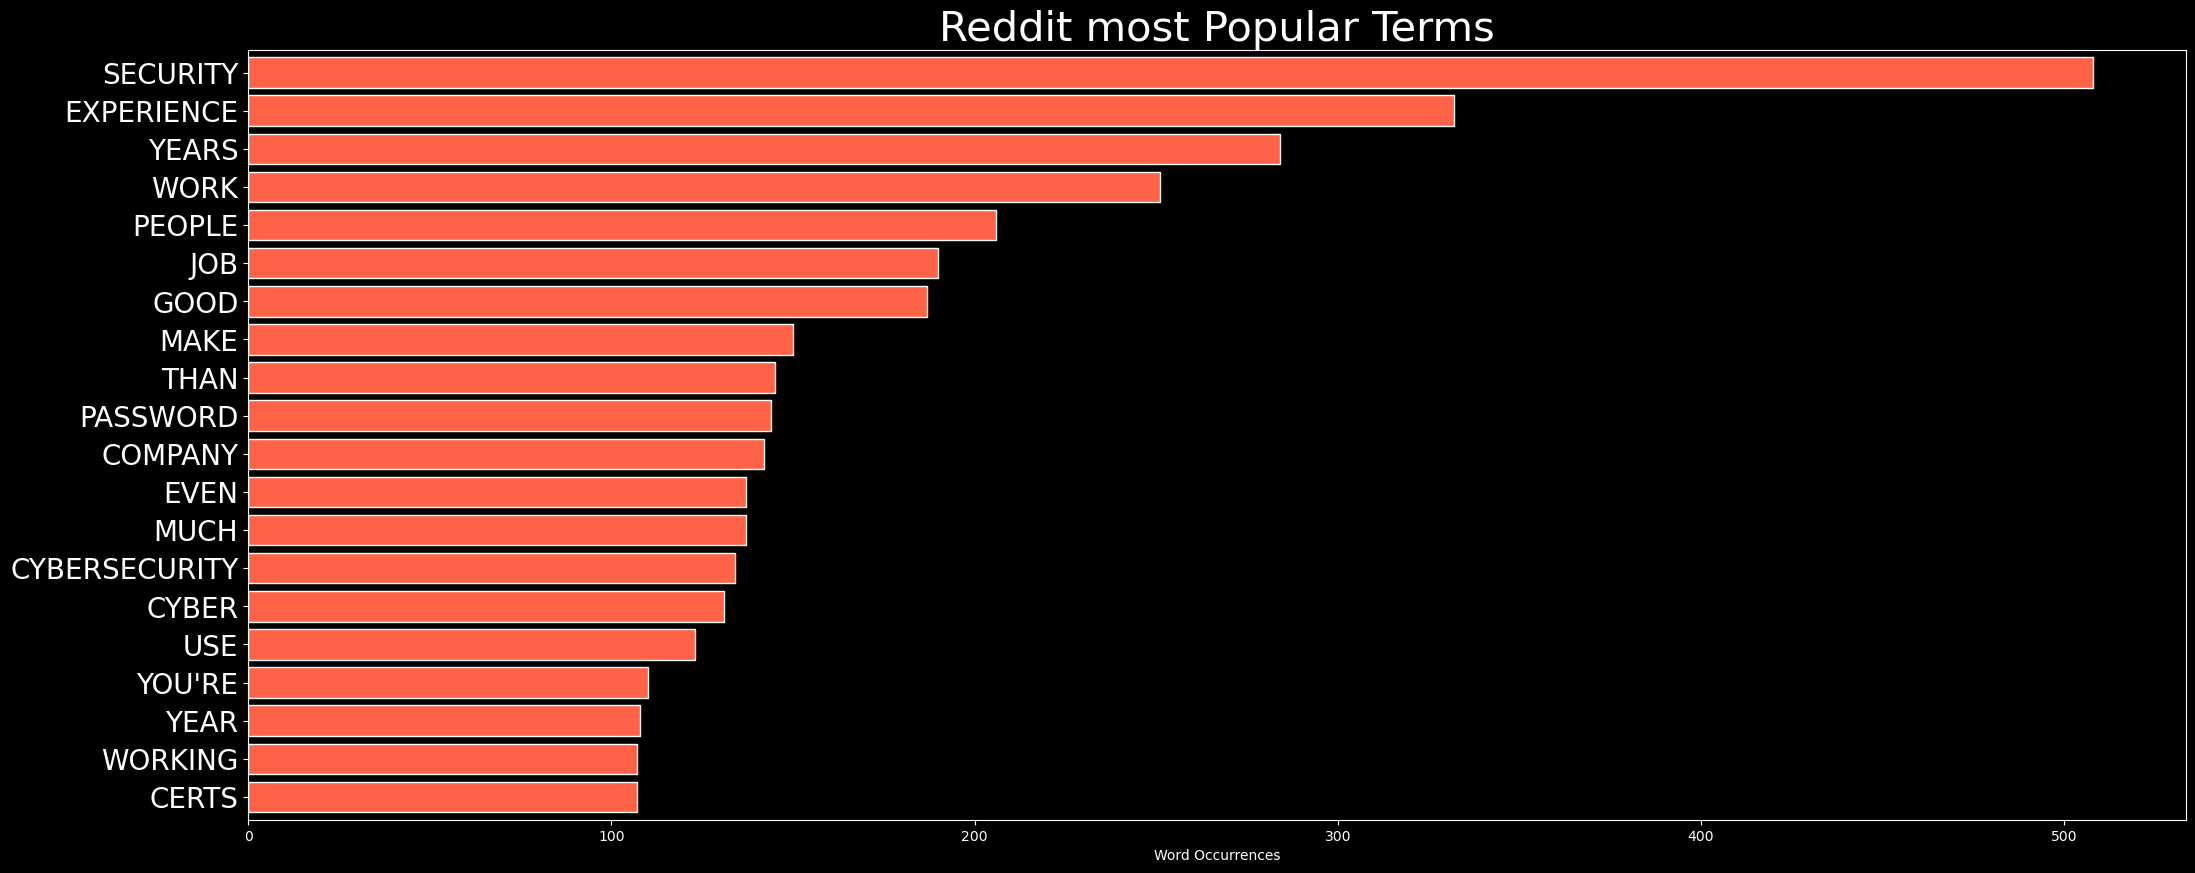 Reddit most Popular Terms
SECURITY
EXPERIENCE
YEARS
WORK
PEOPLE
JOB
GOOD
MAKE
THAN
PASSWORD
COMPANY
EVEN
MUCH
CYBERSECURITY
CYBER
USE
YOU'RE
YEAR
WORKING
CERTS
0 100 200 300 400 500
Word Occurrences